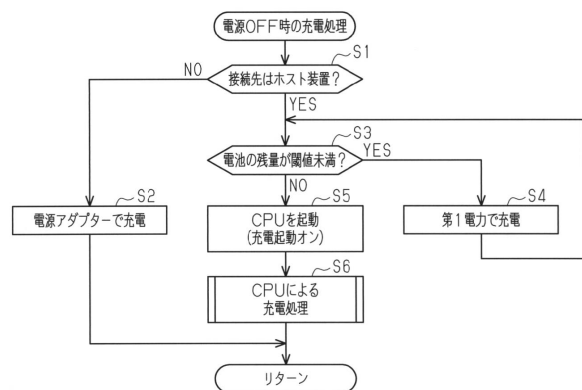 電源OFF時の充電処理
S1
接続先はホスト装置?
NO
YES
S3
電池の残量が閾値未満?
YES
NO
S2
電源アダプターで充電
S5
CPUを起動
(充電起動オン)
S4
第1電力で充電
S6
CPUによる
充電処理
リターン